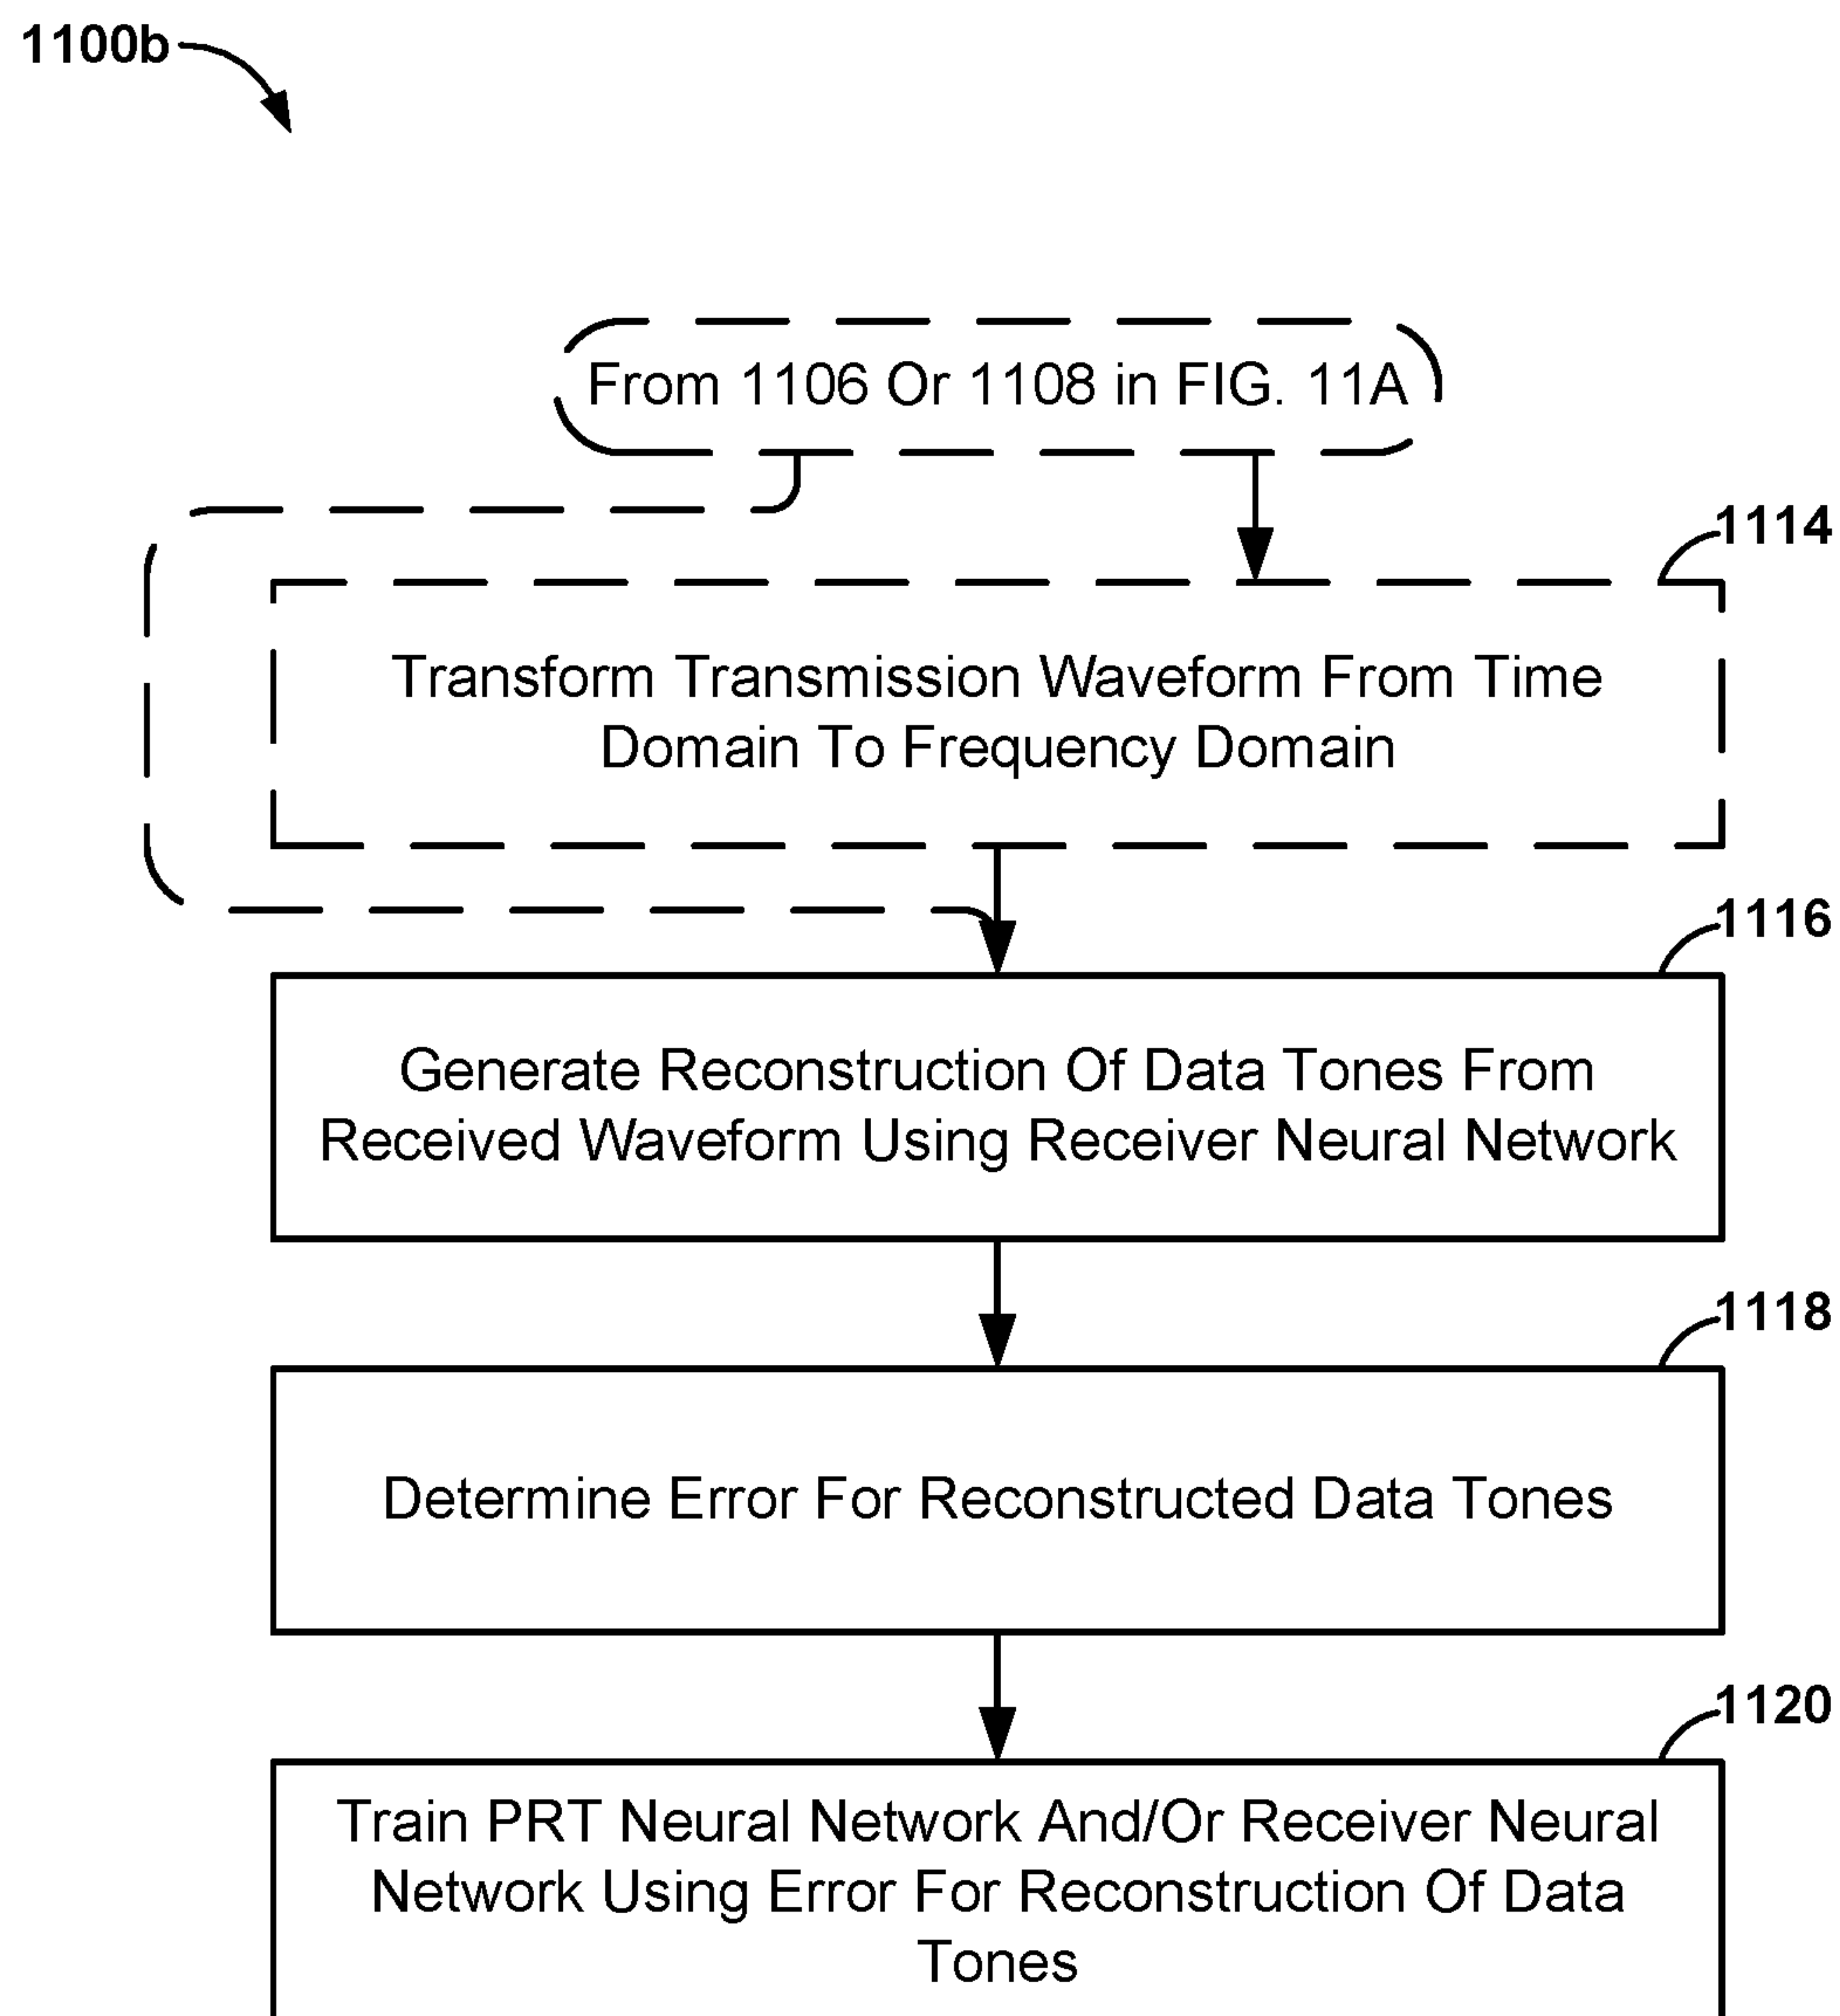 1100b
From 1106 Or 1108 in FIG. 11A
1114
Transform Transmission Waveform From Time
Domain To Frequency Domain
1116
Generate Reconstruction Of Data Tones From
Received Waveform Using Receiver Neural Network
1118
Determine Error For Reconstructed Data Tones
1120
Train PRT Neural Network And/Or Receiver Neural
Network Using Error For Reconstruction Of Data
Tones